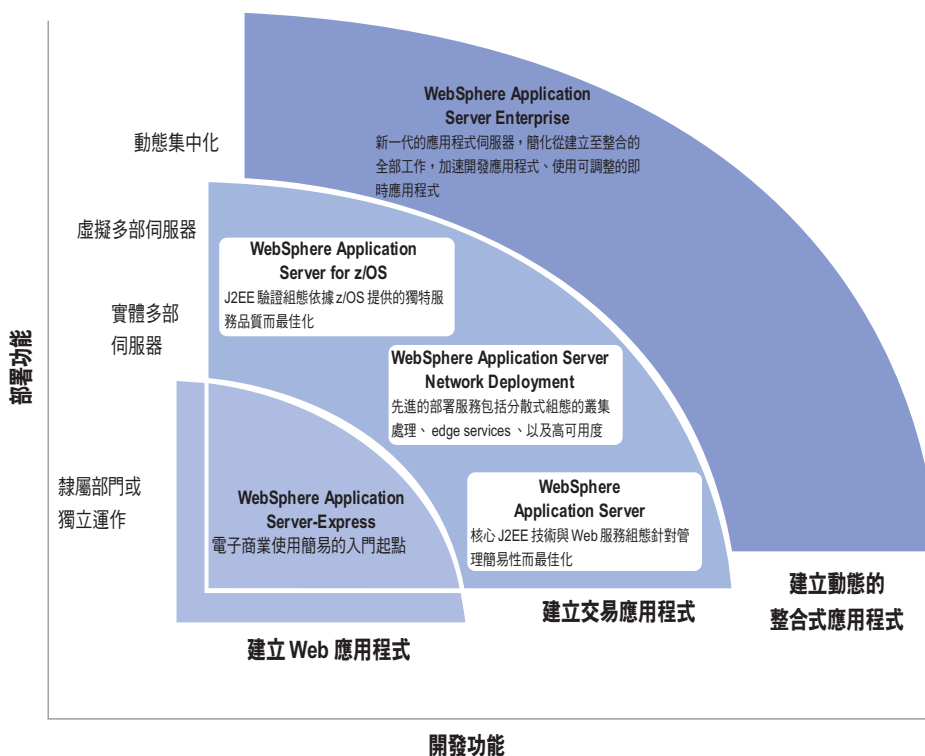 WebSphere Application
Server Enterprise
新一代的應用程式伺服器，簡化從建立至整合的
全部工作，加速開發應用程式、使用可調整的即
時應用程式
動態集中化
虛擬多部伺服器
WebSphere Application
Server for z/OS
J2EE 驗證組態依據 z/OS 提供的獨特服
務品質而最佳化
實體多部
伺服器
WebSphere Application Server
Network Deployment
先進的部署服務包括分散式組態的叢集
處理、 edge services 、以及高可用度
部署功能
隸屬部門或
獨立運作
WebSphere Application
Server-Express
電子商業使用簡易的入門起點
WebSphere
Application Server
核心 J2EE 技術與 Web 服務組態針對管
理簡易性而最佳化
建立 Web 應用程式
建立交易應用程式
建立動態的
整合式應用程式
開發功能